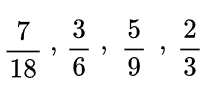 7/18 , 3/6 , 5/9 , 2/3